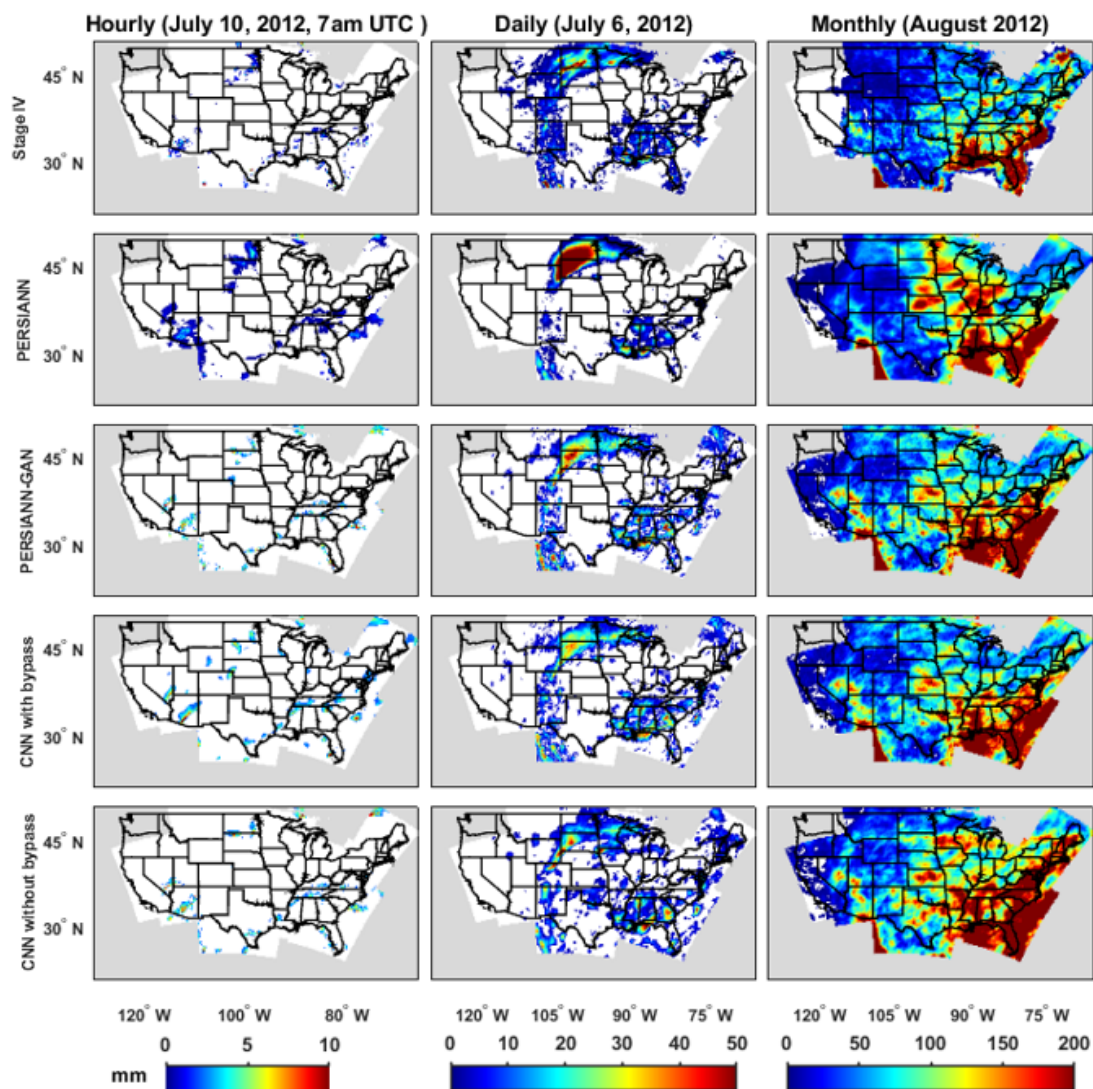 Hourly (July 10, 2012, 7am UTC )
Daily (July 6, 2012)
Monthly (August 2012)
Stage IV
45° N
30° N
PERSIANN
45° N
30° N
PERSIANN-GAN
45° N
30° N
CNN with bypass
45° N
30° N
CNN without bypass
45° N
30° N
120° W 100° W 80° W
105° W 90° W 75° W
120° W 105° W 90° W 75° W
mm
0 5 10
0 10 20 30 40 50
0 50 100 150 200